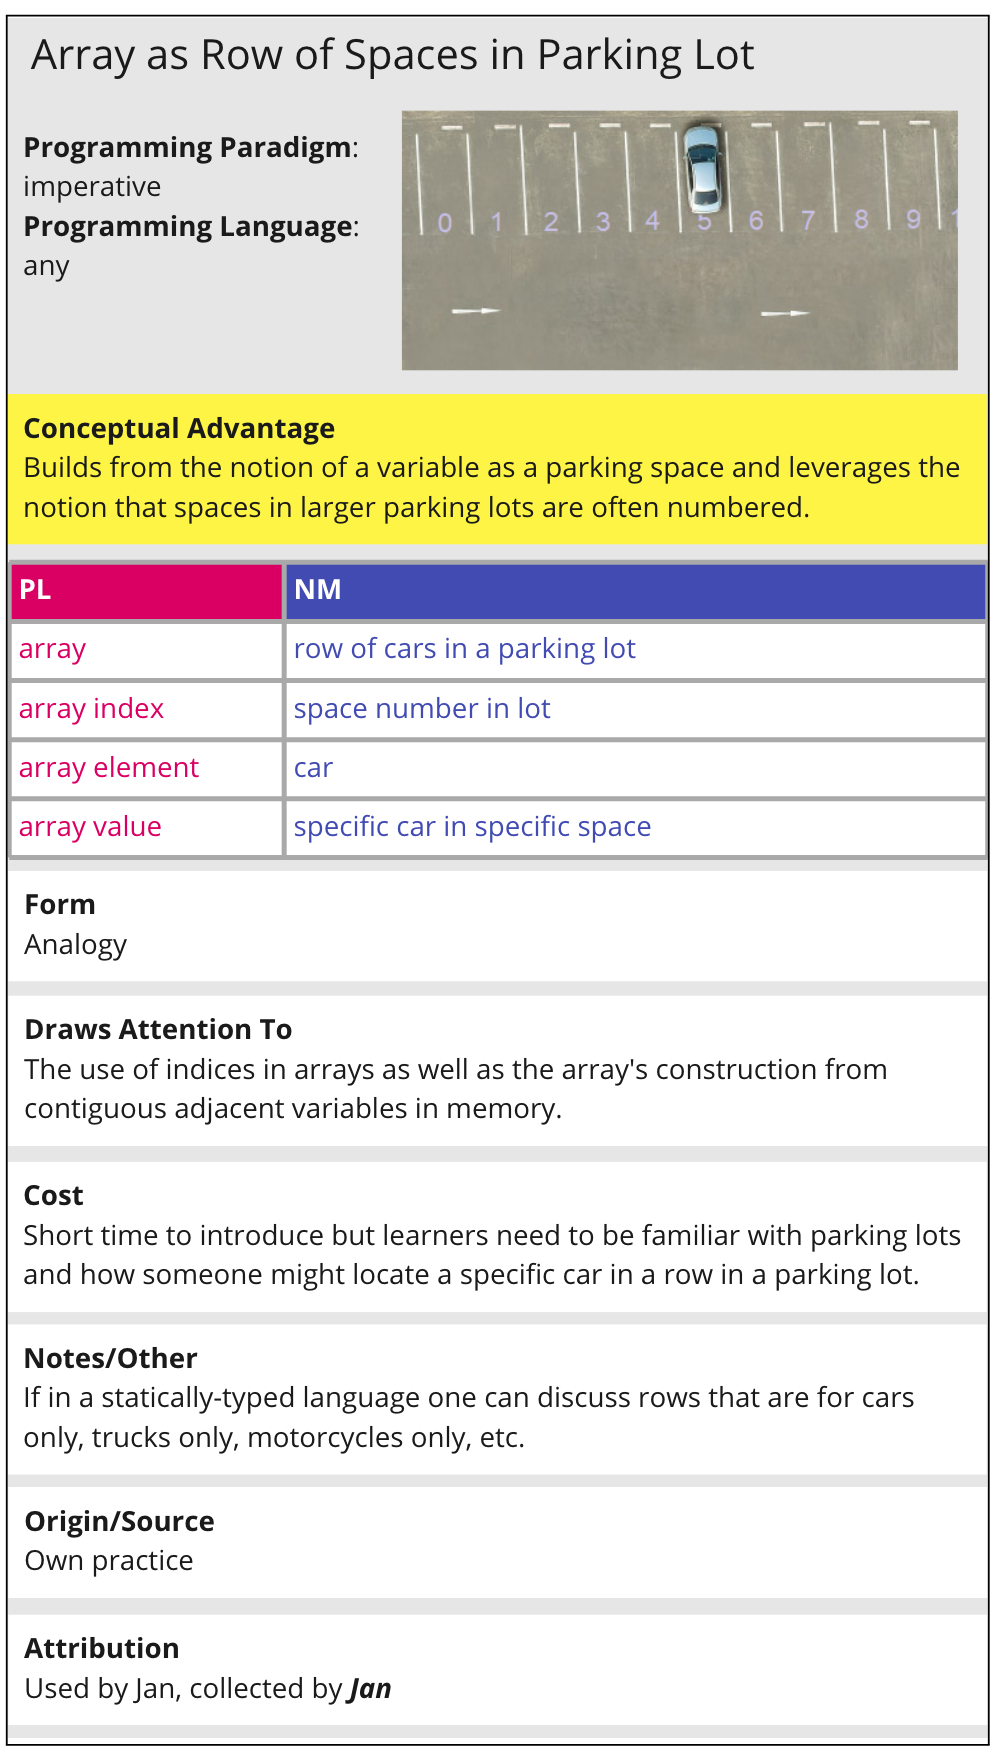 Array as Row of Spaces in Parking Lot
Programming Paradigm:
imperative
Programming Language:
any
0 1 2 3 4 5 6 7 8 9 1
Conceptual Advantage
Builds from the notion of a variable as a parking space and leverages the
notion that spaces in larger parking lots are often numbered.
PL NM
array row of cars in a parking lot
array index space number in lot
array element car
array value specific car in specific space
Form
Analogy
Draws Attention To
The use of indices in arrays as well as the array's construction from
contiguous adjacent variables in memory.
Cost
Short time to introduce but learners need to be familiar with parking lots
and how someone might locate a specific car in a row in a parking lot.
Notes/Other
If in a statically-typed language one can discuss rows that are for cars
only, trucks only, motorcycles only, etc.
Origin/Source
Own practice
Attribution
Used by Jan, collected by Jan